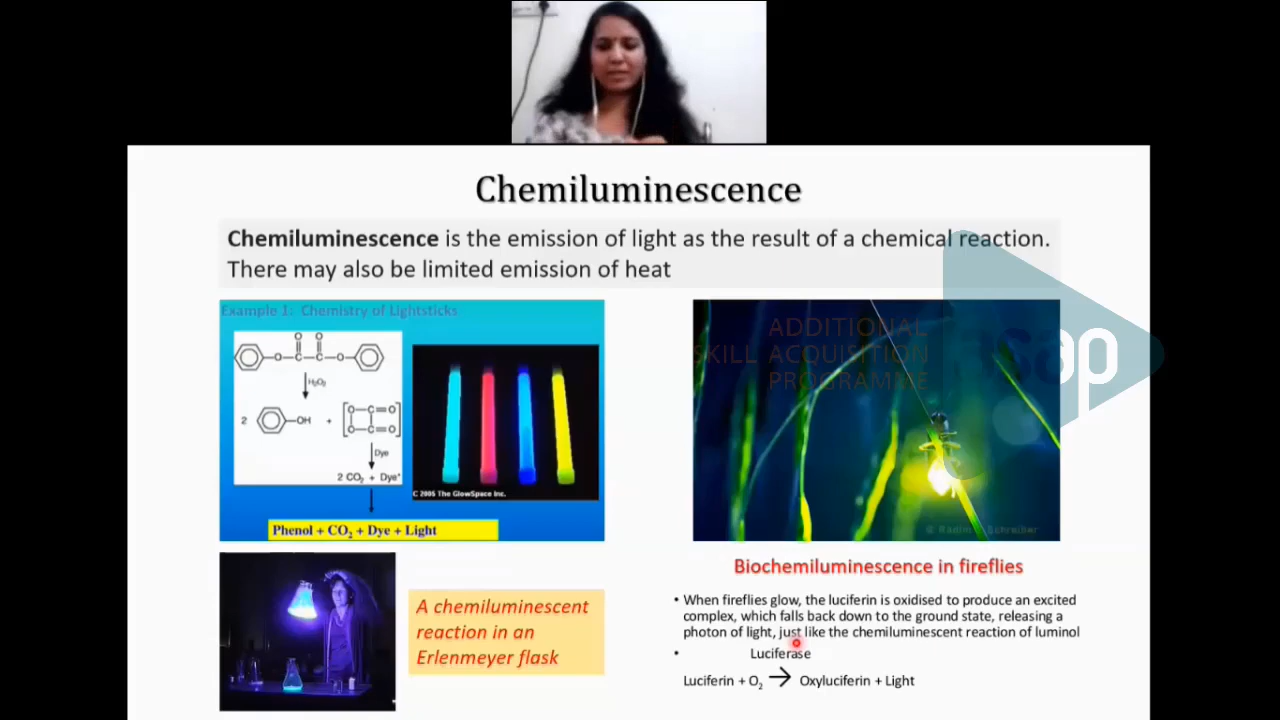 Chemiluminescence
Chemiluminescence is the emission of light as the result of a chemical reaction.
There may also be limited emission of heat
Example 1: Chemistry of Lightsticks
O O
O C C O
H₂O₂
2 OH + O C O
O C O
Dye
2 CO₂ + Dye*
Phenol + CO₂ + Dye + Light
C 2005 The GlowSpace Inc.
ADDITIONAL
SKILL ACQUISITION
PROGRAMME
asap
© Radim Schreiber
A chemiluminescent
reaction in an
Erlenmeyer flask
Biochemiluminescence in fireflies
• When fireflies glow, the luciferin is oxidised to produce an excited
complex, which falls back down to the ground state, releasing a
photon of light, just like the chemiluminescent reaction of luminol
• Luciferase
Luciferin + O₂ → Oxyluciferin + Light